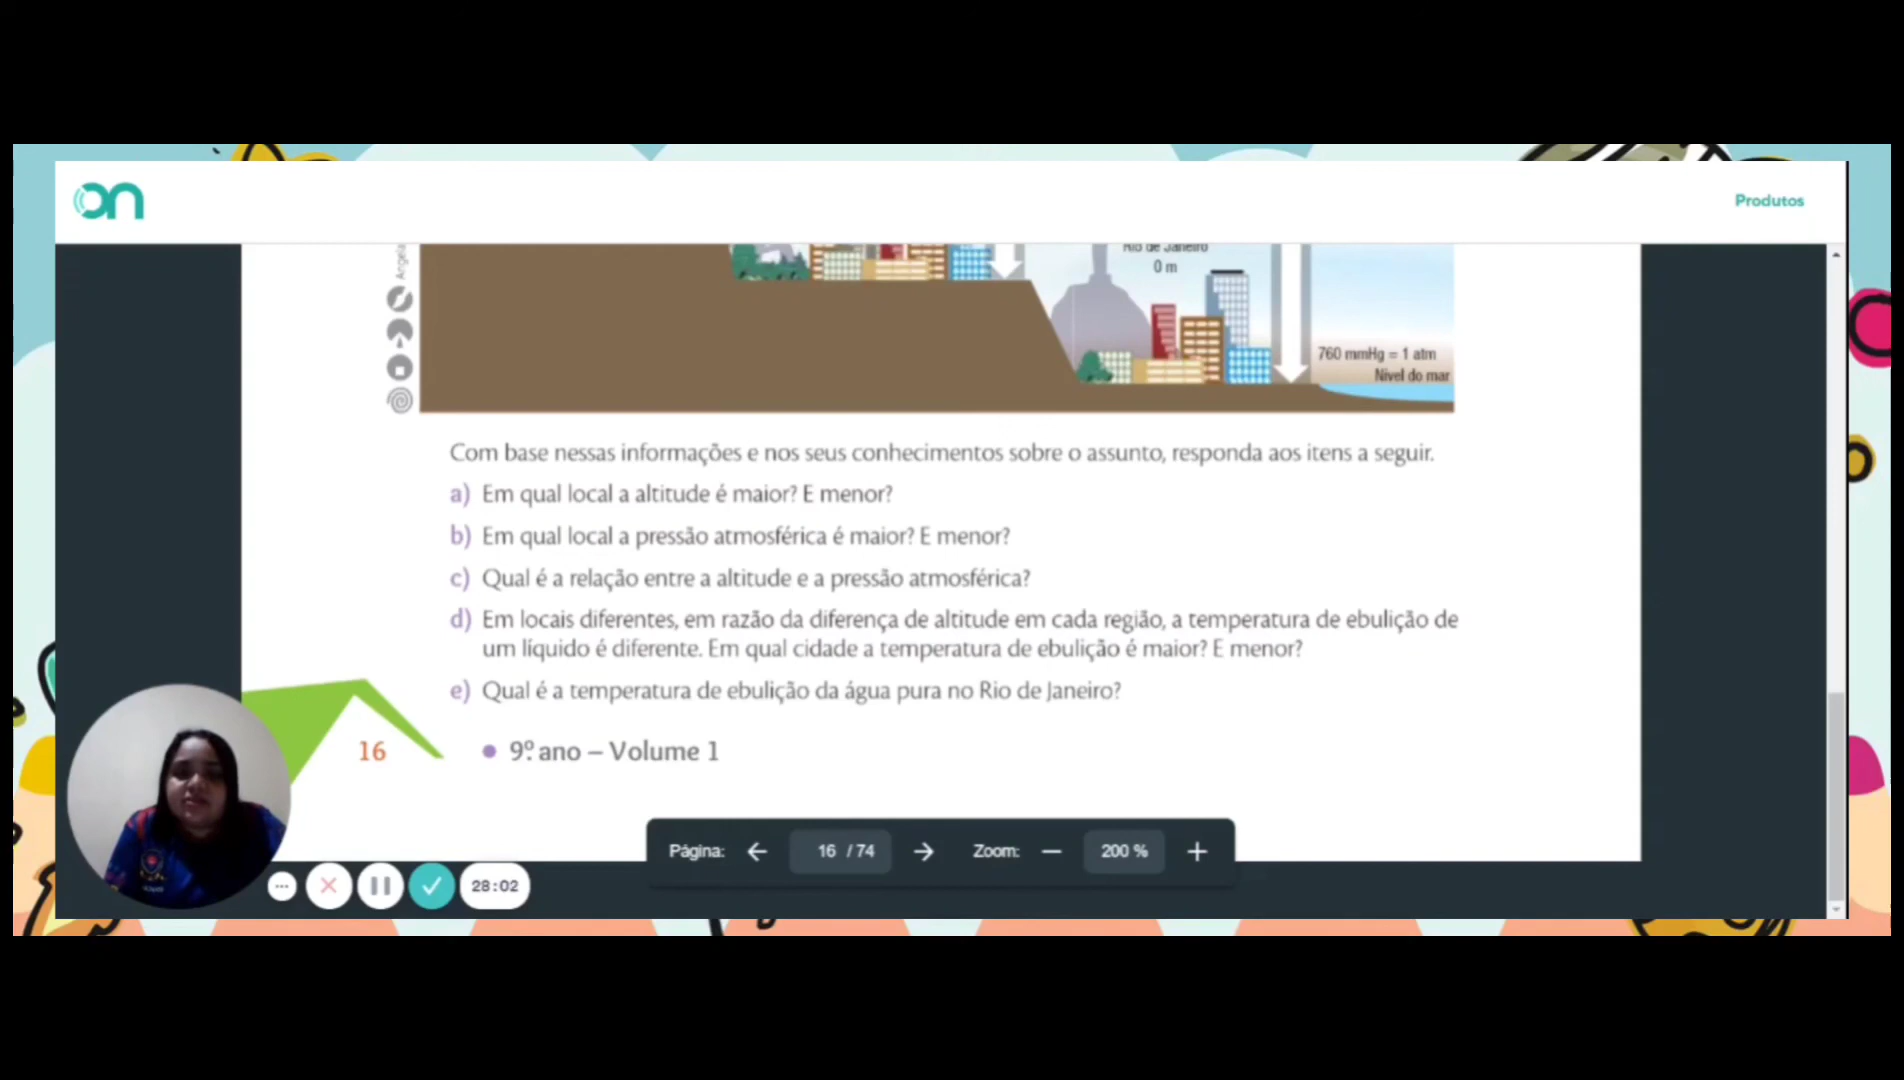 on
Produtos
Angela
Rio de Janeiro
0 m
760 mmHg = 1 atm
Nível do mar
Com base nessas informações e nos seus conhecimentos sobre o assunto, responda aos itens a seguir.
a) Em qual local a altitude é maior? E menor?
b) Em qual local a pressão atmosférica é maior? E menor?
c) Qual é a relação entre a altitude e a pressão atmosférica?
d) Em locais diferentes, em razão da diferença de altitude em cada região, a temperatura de ebulição de
um líquido é diferente. Em qual cidade a temperatura de ebulição é maior? E menor?
e) Qual é a temperatura de ebulição da água pura no Rio de Janeiro?
16
9º. ano – Volume 1
Página: 16 / 74 Zoom: 200 %
28:02